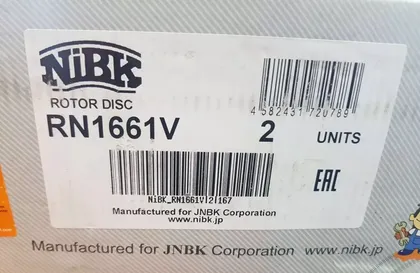 NiBK
ROTOR DISC
4 582431 720789
RN1661V 2 UNITS
NiBK_RN1661V|2|167
EAC
Manufactured for JNBK Corporation
www.nibk.jp
Manufactured for JNBK Corporation www.nibk.jp